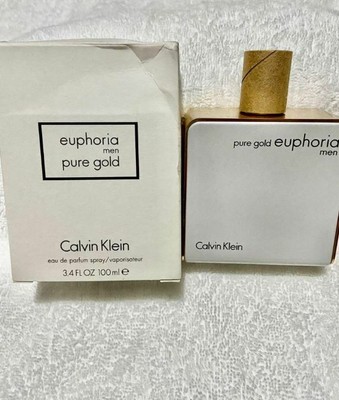 euphoria
men
pure gold
Calvin Klein
eau de parfum spray/vaporisateur
3.4 FL OZ 100 ml ℮
pure gold euphoria
men
Calvin Klein